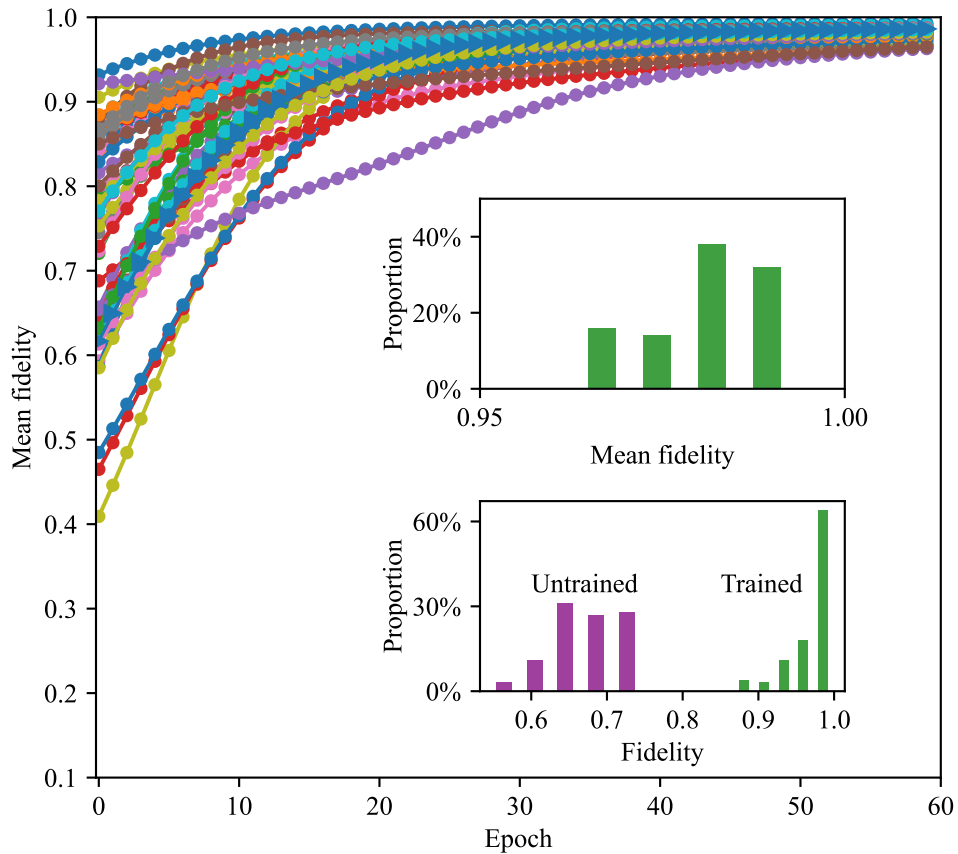 1.0
0.9
0.8
0.7
0.6
0.5
0.4
0.3
0.2
0.1
Mean fidelity
0 10 20 30 40 50 60
Epoch
40%
20%
0%
Proportion
0.95 1.00
Mean fidelity
60%
30%
0%
Proportion
Untrained Trained
0.6 0.7 0.8 0.9 1.0
Fidelity